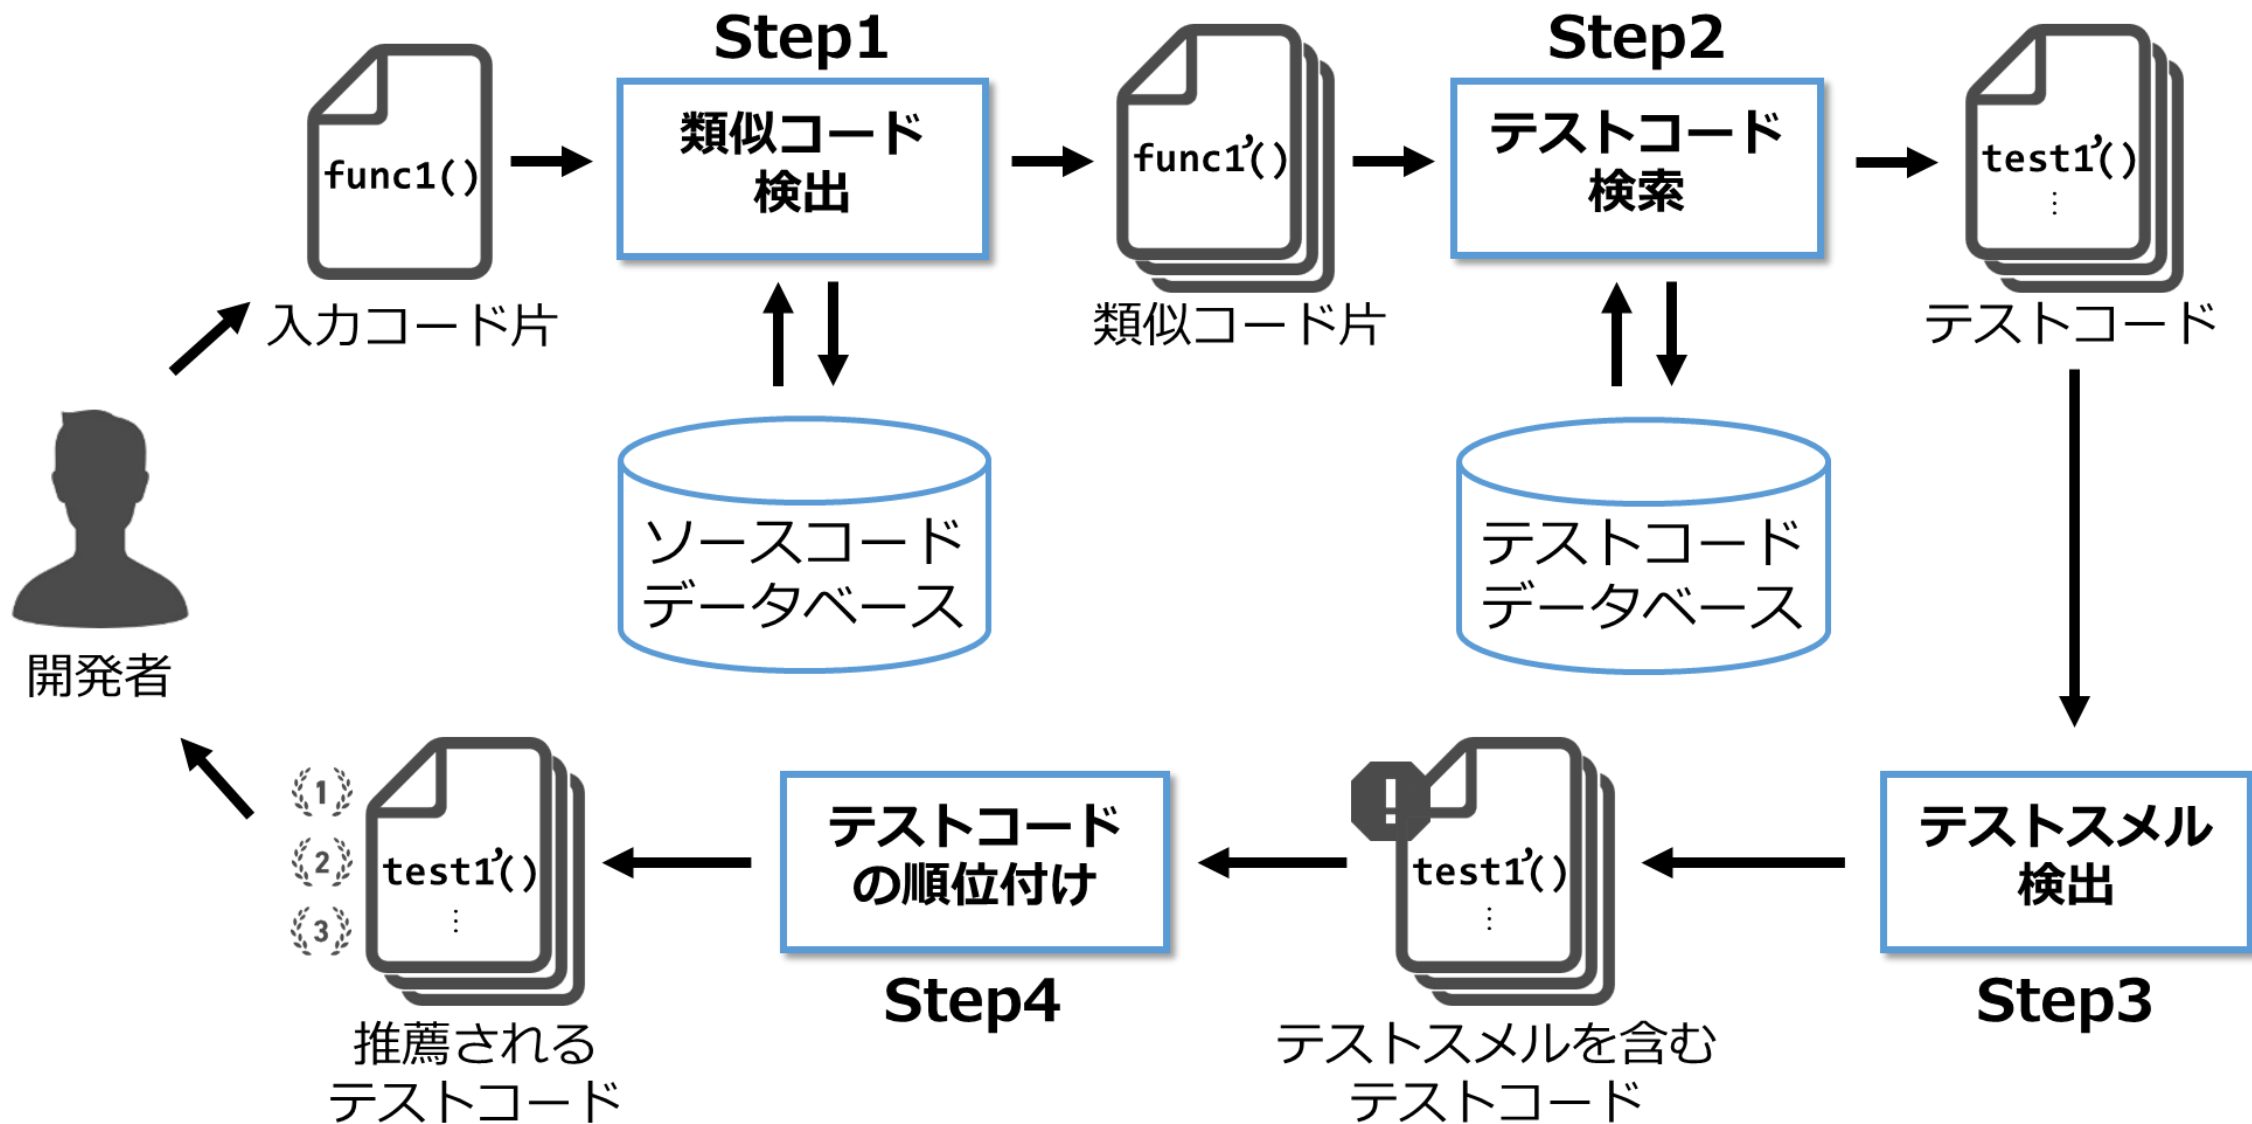 Step1
Step2
func1()
類似コード
検出
func1’()
テストコード
検索
test1’()
⋮
入力コード片
類似コード片
テストコード
ソースコード
データベース
テストコード
データベース
開発者
1
2
3
test1’()
⋮
推薦される
テストコード
テストコード
の順位付け
Step4
!
test1’()
⋮
テストスメルを含む
テストコード
テストスメル
検出
Step3